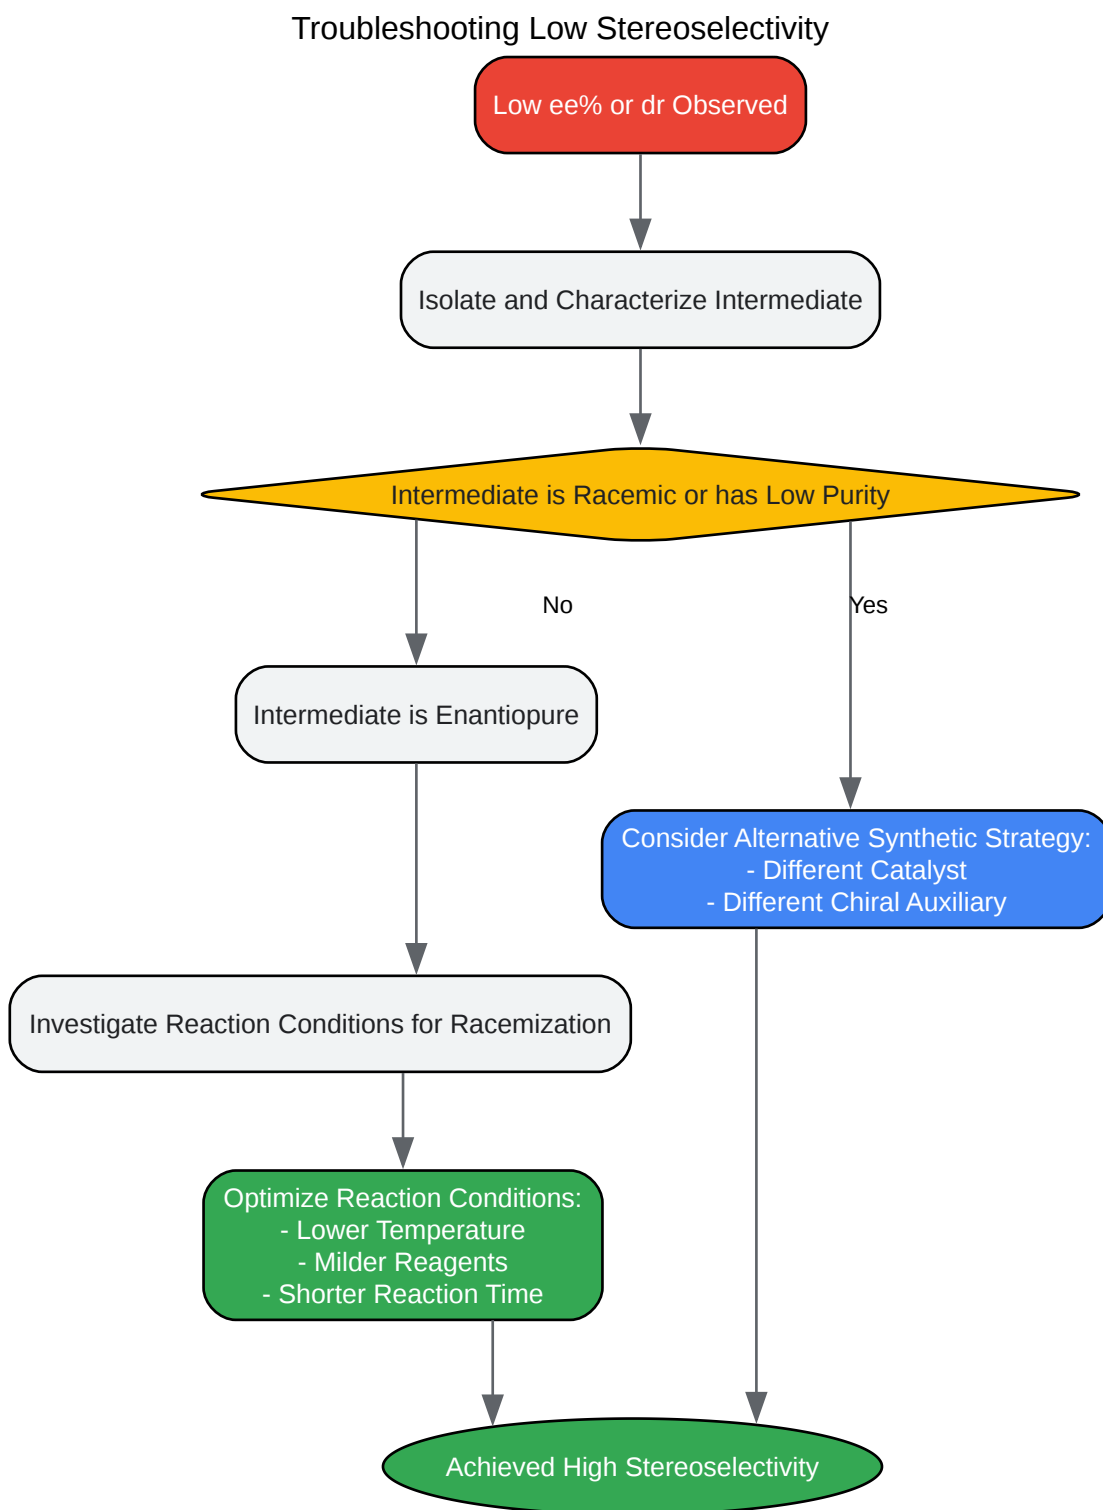 Troubleshooting Low Stereoselectivity
Low ee% or dr Observed
Isolate and Characterize Intermediate
Intermediate is Racemic or has Low Purity
No
Yes
Intermediate is Enantiopure
Consider Alternative Synthetic Strategy:
- Different Catalyst
- Different Chiral Auxiliary
Investigate Reaction Conditions for Racemization
Optimize Reaction Conditions:
- Lower Temperature
- Milder Reagents
- Shorter Reaction Time
Achieved High Stereoselectivity